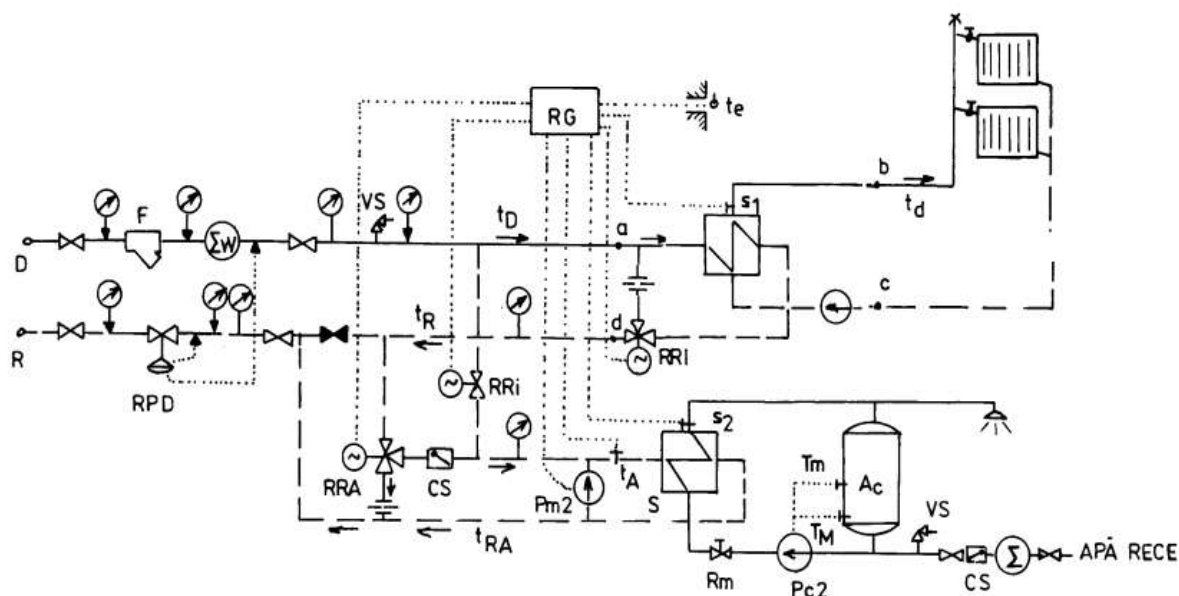 RG
te
b
td
s1
VS
tD
a
F
ΣW
D
c
tR
d
RRI
R
RPD
RRi
s2
RRA
CS
tA
Pm2
S
Tm
Ac
TM
VS
tRA
Rm
Pc2
CS
Σ
APĂ RECE